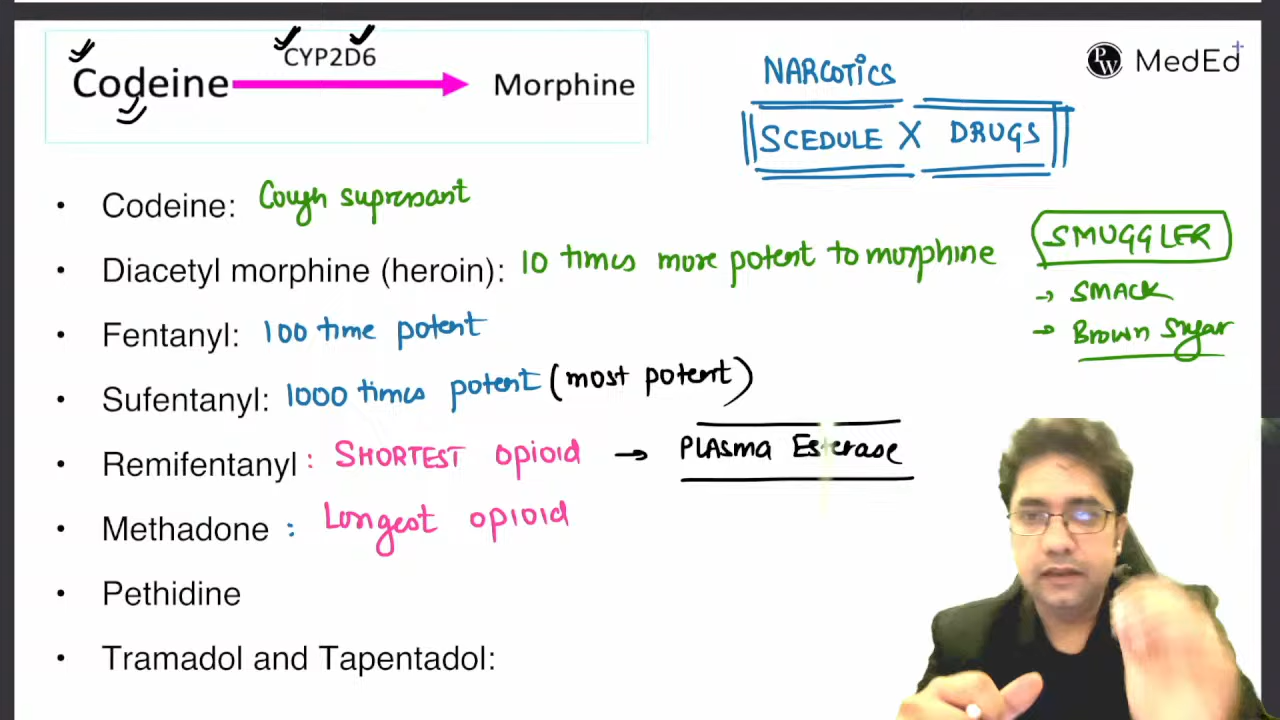 Codeine CYP2D6 Morphine
NARCOTICS
SCEDULE X DRUGS
PW MedEd+
• Codeine: Cough supressant
• Diacetyl morphine (heroin): 10 times more potent to morphine
SMUGGLER
→ SMACK
→ Brown Sugar
• Fentanyl: 100 time potent
• Sufentanyl: 1000 times potent (most potent)
• Remifentanyl : SHORTEST opioid → PLASMA Esterase
• Methadone : Longest opioid
• Pethidine
• Tramadol and Tapentadol: